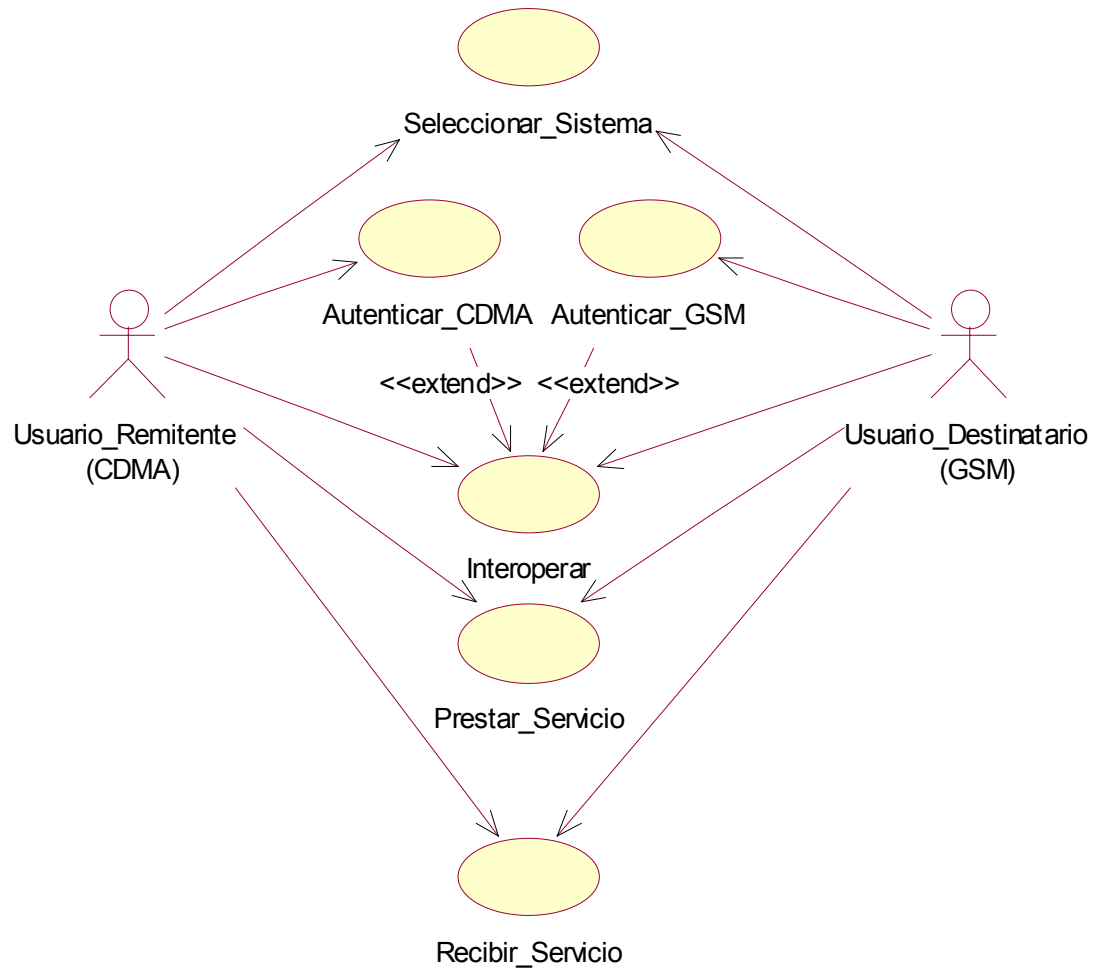 Seleccionar_Sistema
Autenticar_CDMA
Autenticar_GSM
<<extend>>
<<extend>>
Usuario_Remitente
(CDMA)
Usuario_Destinatario
(GSM)
Interoperar
Prestar_Servicio
Recibir_Servicio